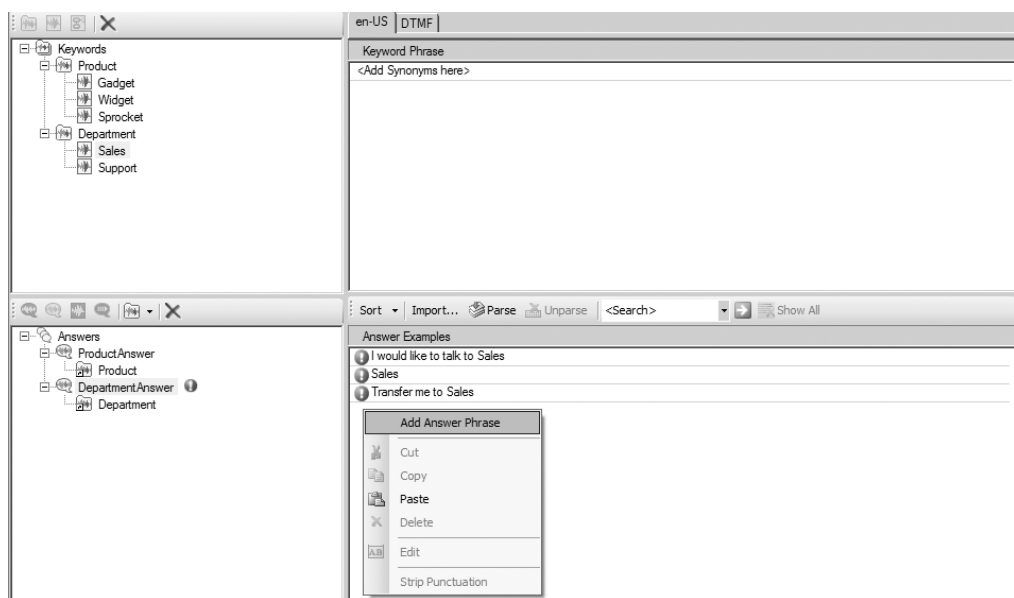 en-US DTMF
Keywords
Product
Gadget
Widget
Sprocket
Department
Sales
Support
Keyword Phrase
<Add Synonyms here>
Answers
ProductAnswer
Product
DepartmentAnswer
Department
Sort Import... Parse Unparse <Search> Show All
Answer Examples
I would like to talk to Sales
Sales
Transfer me to Sales
Add Answer Phrase
Cut
Copy
Paste
Delete
Edit
Strip Punctuation